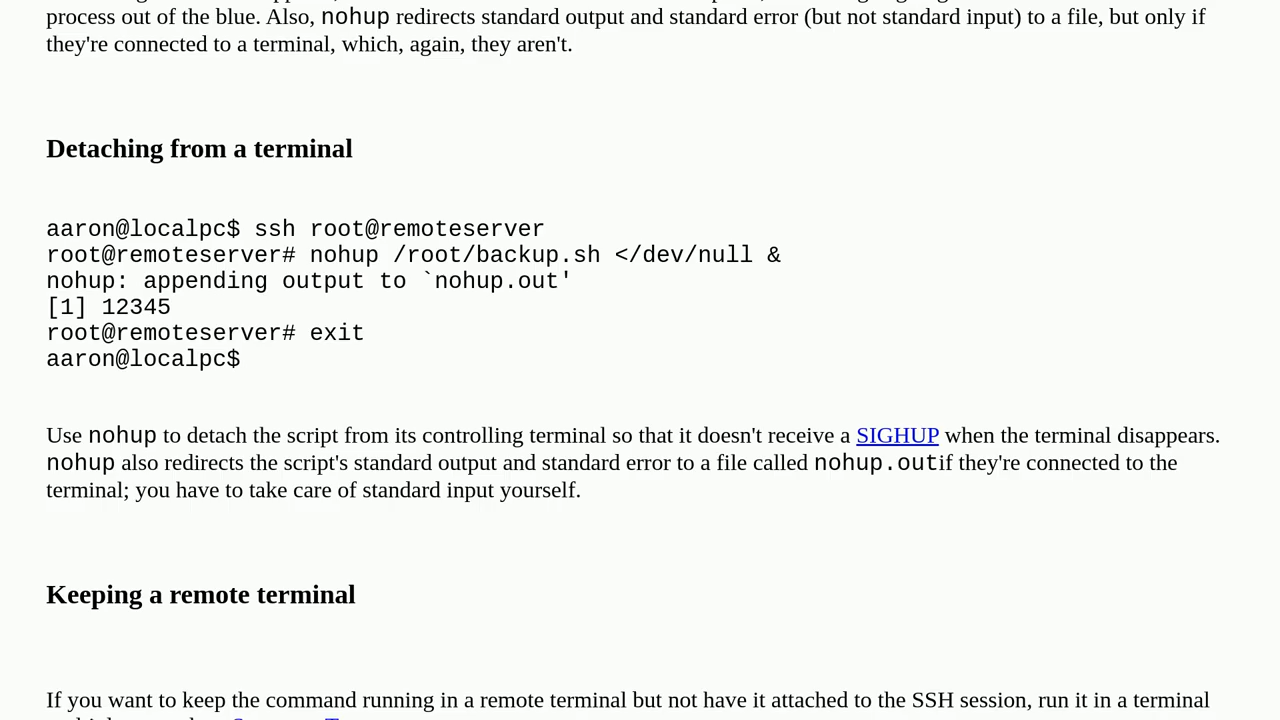 process out of the blue. Also, nohup redirects standard output and standard error (but not standard input) to a file, but only if
they're connected to a terminal, which, again, they aren't.
Detaching from a terminal
aaron@localpc$ ssh root@remoteserver
root@remoteserver# nohup /root/backup.sh </dev/null &
nohup: appending output to `nohup.out'
[1] 12345
root@remoteserver# exit
aaron@localpc$
Use nohup to detach the script from its controlling terminal so that it doesn't receive a SIGHUP when the terminal disappears.
nohup also redirects the script's standard output and standard error to a file called nohup.outif they're connected to the
terminal; you have to take care of standard input yourself.
Keeping a remote terminal
If you want to keep the command running in a remote terminal but not have it attached to the SSH session, run it in a terminal